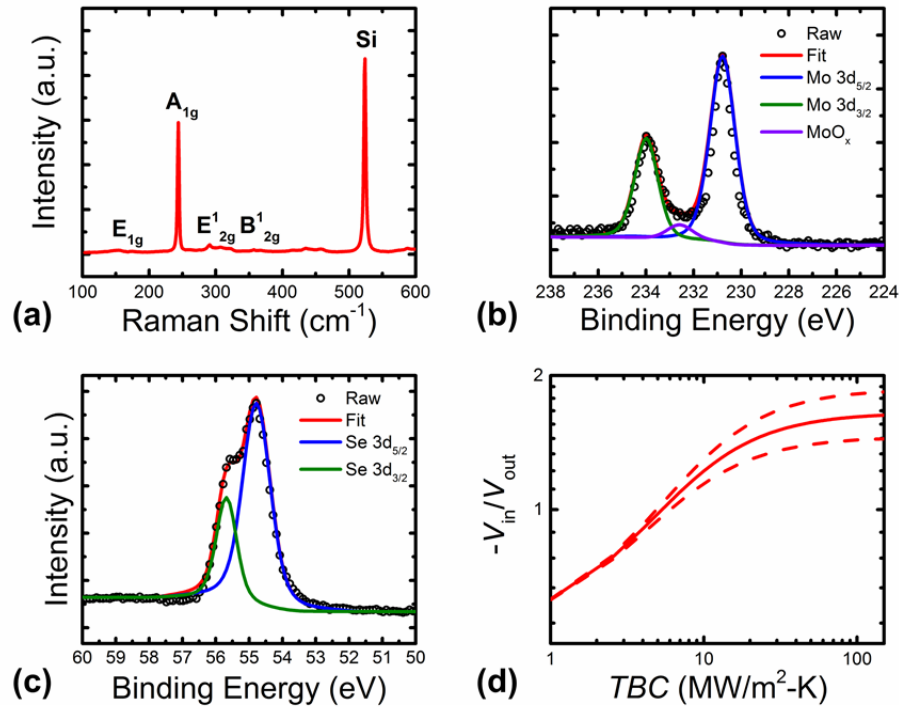 Intensity (a.u.)
E1g
A1g
E12g
B12g
Si
100 200 300 400 500 600
Raman Shift (cm-1)
(a)
Intensity (a.u.)
Raw
Fit
Mo 3d5/2
Mo 3d3/2
MoOx
238 236 234 232 230 228 226 224
Binding Energy (eV)
(b)
Intensity (a.u.)
Raw
Fit
Se 3d5/2
Se 3d3/2
60 59 58 57 56 55 54 53 52 51 50
Binding Energy (eV)
(c)
-Vin/Vout
2
1
1 10 100
TBC (MW/m2-K)
(d)